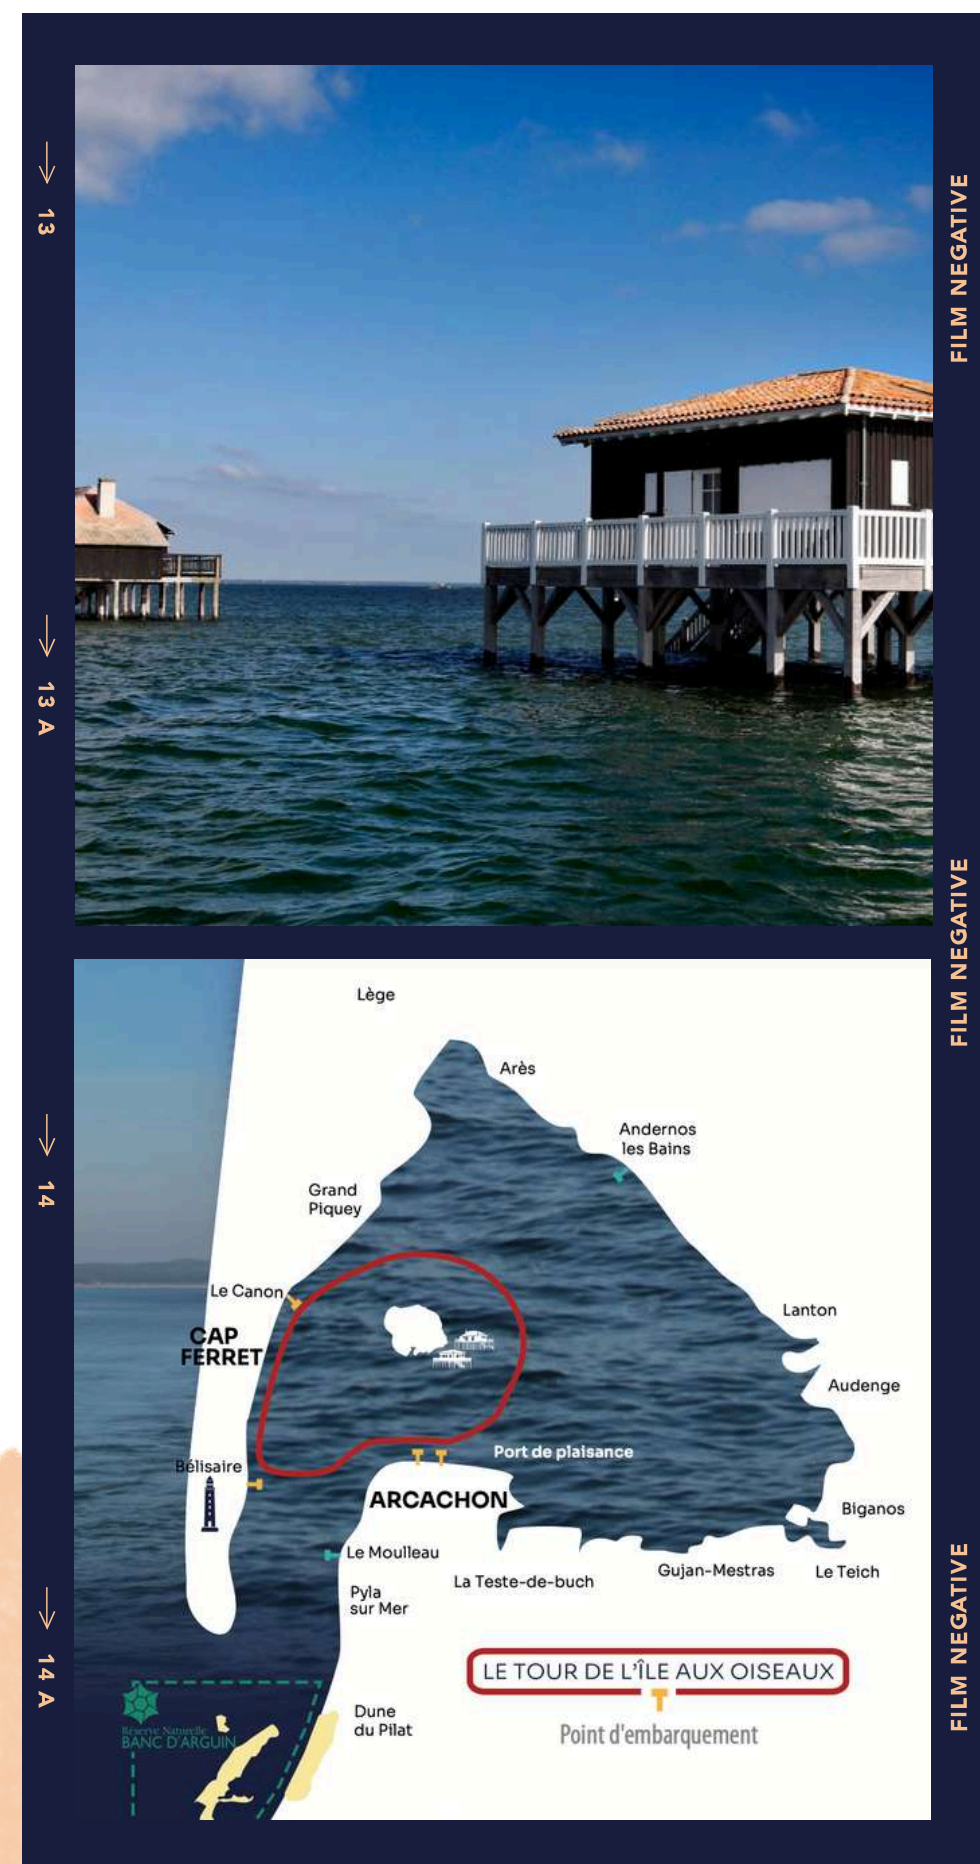 13
FILM NEGATIVE
13 A
FILM NEGATIVE
14
14 A
FILM NEGATIVE
Lège
Arès
Andernos
les Bains
Grand
Piquey
Le Canon
CAP
FERRET
Lanton
Audenge
Bélisaire
Port de plaisance
ARCACHON
Biganos
Le Moulleau
La Teste-de-buch
Gujan-Mestras
Le Teich
Pyla
sur Mer
LE TOUR DE L'ÎLE AUX OISEAUX
Point d'embarquement
Dune
du Pilat
Réserve Naturelle
BANC D'ARGUIN